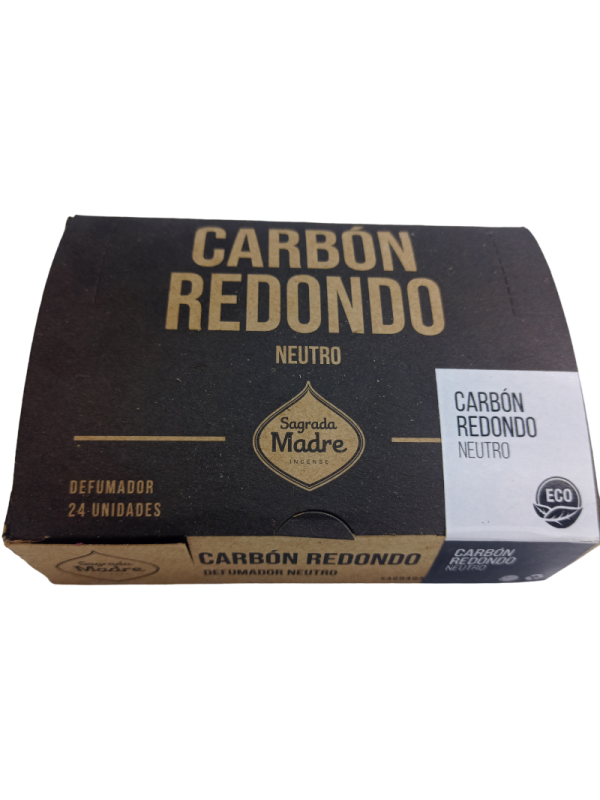 CARBÓN
REDONDO
NEUTRO
Sagrada
Madre
INCENSE
DEFUMADOR
24 UNIDADES
CARBÓN
REDONDO
NEUTRO
ECO
Sagrada
Madre
CARBÓN REDONDO
DEFUMADOR NEUTRO
CARBÓN
REDONDO
NEUTRO